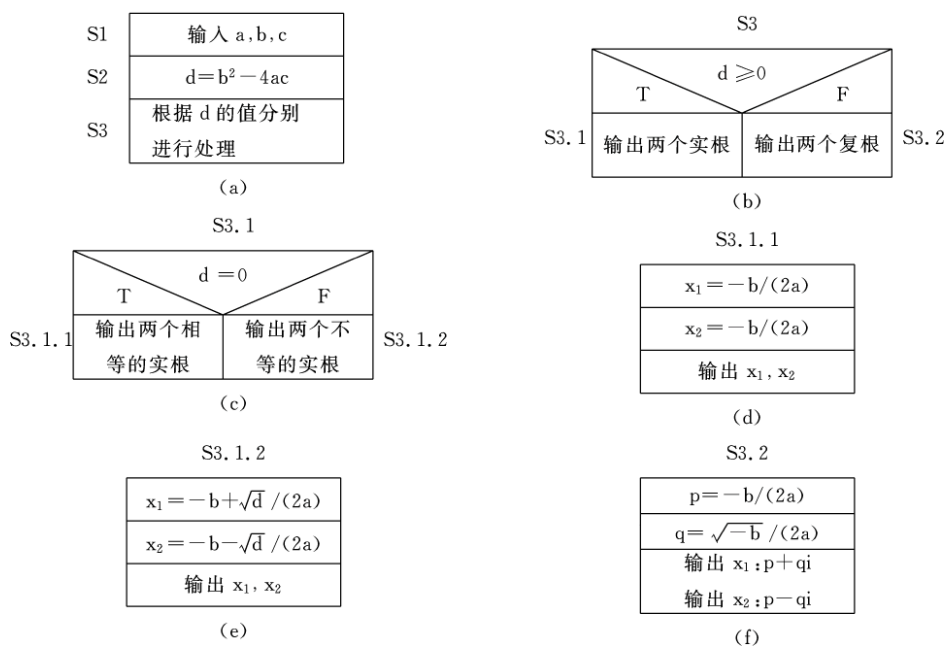 S1
输入 a,b,c
S2
d=b²-4ac
S3
根据 d 的值分别
进行处理
(a)
S3
d ≥0
T
F
S3.1
输出两个实根
输出两个复根
S3.2
(b)
S3.1
d =0
T
F
S3.1.1
输出两个相
等的实根
输出两个不
等的实根
S3.1.2
(c)
S3.1.1
x₁=-b/(2a)
x₂=-b/(2a)
输出 x₁, x₂
(d)
S3.1.2
x₁=-b+√d /(2a)
x₂=-b-√d /(2a)
输出 x₁, x₂
(e)
S3.2
p=-b/(2a)
q=√-b /(2a)
输出 x₁:p+qi
输出 x₂:p-qi
(f)